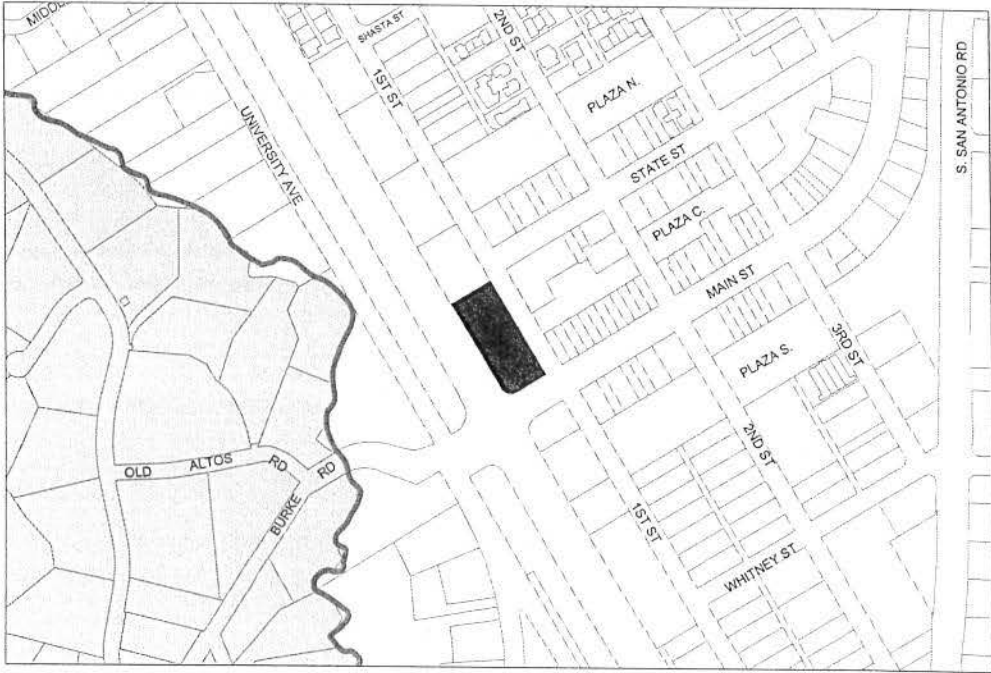 MIDDL
SHASTA ST
2ND ST
S. SAN ANTONIO RD
1ST ST
PLAZA N.
UNIVERSITY AVE
STATE ST
PLAZA C.
MAIN ST
3RD ST
PLAZA S.
OLD ALTOS RD
RD
BURKE
2ND ST
1ST ST
WHITNEY ST